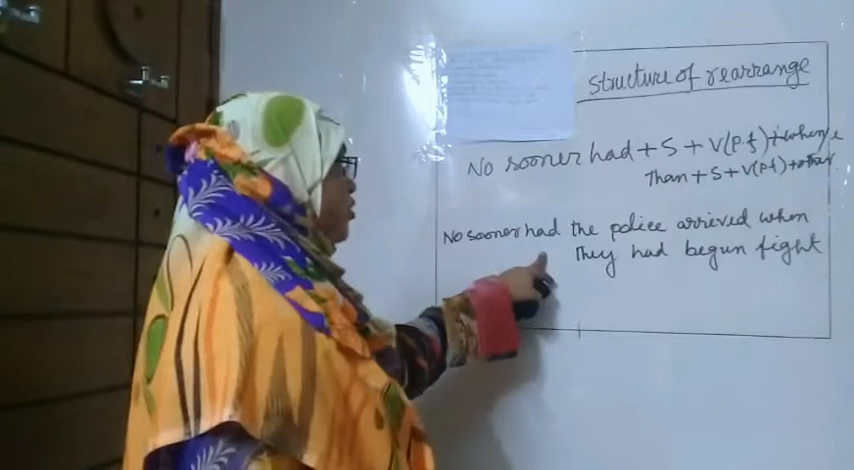 structure of rearrange
No sooner had + S + V(P.f) + when/e
Than + S + V(Pf) + other
No sooner had the police arrived when
They had begun fight